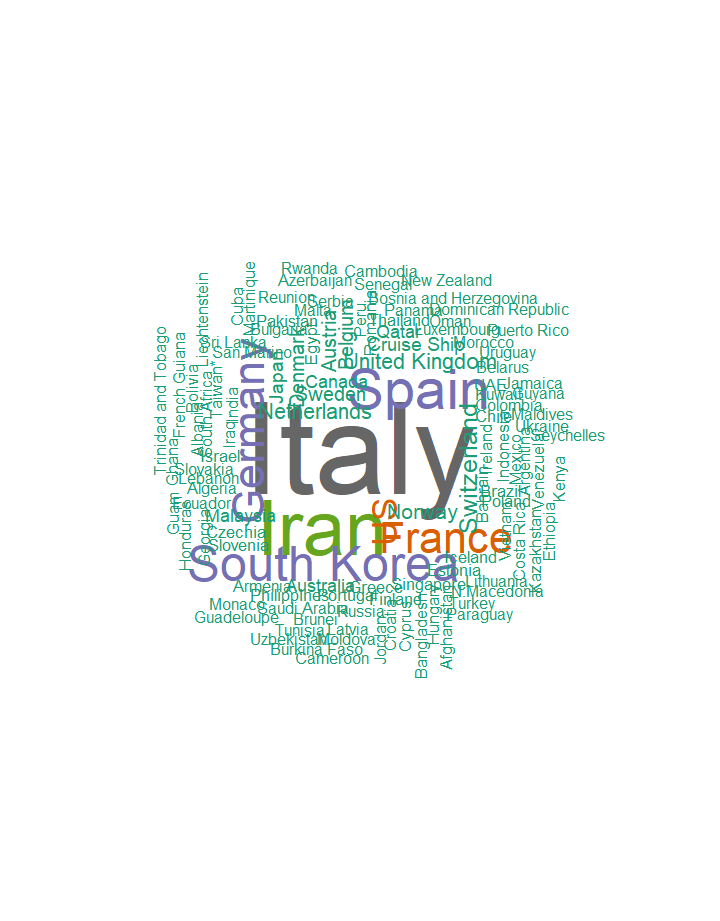 Rwanda
Cambodia
Azerbaijan
Senegal
New Zealand
Liechtenstein
Cuba
Martinique
Reunion
Serbia
Bosnia and Herzegovina
Malta
Peru
Romania
Panama
Dominican Republic
Pakistan
Thailand
Oman
Bulgaria
Egypt
Austria
Belgium
Qatar
Luxembourg
Puerto Rico
Sri Lanka
Denmark
Cruise Ship
Morocco
San Marino
Japan
United Kingdom
Uruguay
Trinidad and Tobago
French Guiana
Bolivia
Taiwan*
Germany
Canada
Spain
Belarus
South Africa
Albania
India
Sweden
UAE
Jamaica
Kuwait
Guyana
Netherlands
Colombia
Italy
Chile
Maldives
Iraq
Switzerland
Ireland
Ukraine
Seychelles
Israel
Indonesia
Mexico
Argentina
Venezuela
Ghana
Slovakia
Lebanon
Bahrain
Kenya
Algeria
Brazil
Guam
Ecuador
Poland
Iran
US
Norway
Malaysia
Vietnam
Costa Rica
Kazakhstan
Ethiopia
Honduras
Georgia
Czechia
France
Slovenia
South Korea
Iceland
Estonia
Armenia
Australia
Greece
Singapore
Lithuania
Philippines
Portugal
Finland
N.Macedonia
Monaco
Saudi Arabia
Russia
Turkey
Guadeloupe
Brunei
Paraguay
Tunisia
Latvia
Jordan
Croatia
Cyprus
Bangladesh
Hungary
Afghanistan
Uzbekistan
Moldova
Burkina Faso
Cameroon